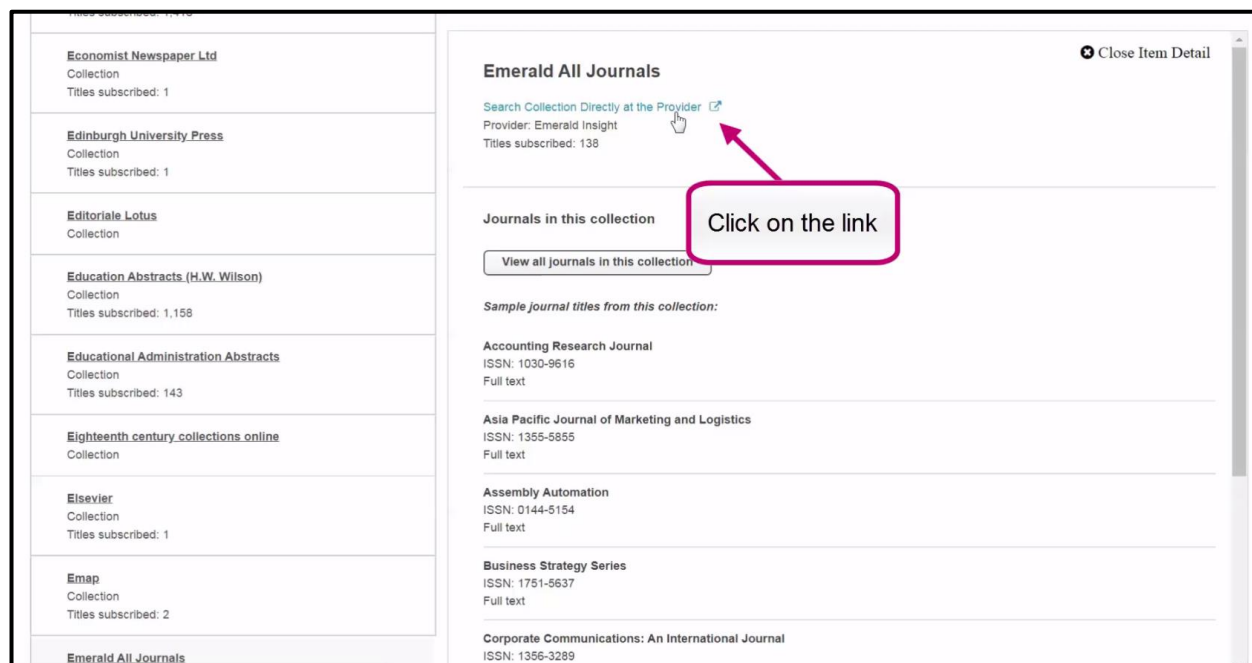 Titles subscribed: 1,418
Economist Newspaper Ltd
Collection
Titles subscribed: 1
Edinburgh University Press
Collection
Titles subscribed: 1
Editoriale Lotus
Collection
Education Abstracts (H.W. Wilson)
Collection
Titles subscribed: 1,158
Educational Administration Abstracts
Collection
Titles subscribed: 143
Eighteenth century collections online
Collection
Elsevier
Collection
Titles subscribed: 1
Emap
Collection
Titles subscribed: 2
Emerald All Journals
Close Item Detail
Emerald All Journals
Search Collection Directly at the Provider
Provider: Emerald Insight
Titles subscribed: 138
Click on the link
Journals in this collection
View all journals in this collection
Sample journal titles from this collection:
Accounting Research Journal
ISSN: 1030-9616
Full text
Asia Pacific Journal of Marketing and Logistics
ISSN: 1355-5855
Full text
Assembly Automation
ISSN: 0144-5154
Full text
Business Strategy Series
ISSN: 1751-5637
Full text
Corporate Communications: An International Journal
ISSN: 1356-3289